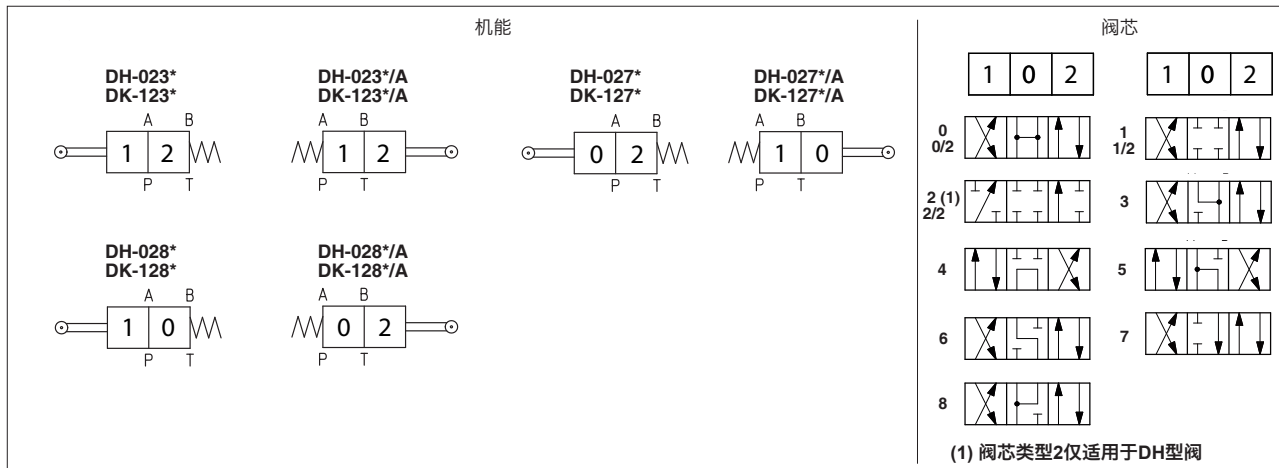 机能
DH-023*
DK-123*
A B
1 2
P T
DH-023*/A
DK-123*/A
A B
1 2
P T
DH-027*
DK-127*
A B
0 2
P T
DH-027*/A
DK-127*/A
A B
1 0
P T
DH-028*
DK-128*
A B
1 0
P T
DH-028*/A
DK-128*/A
A B
0 2
P T
阀芯
1 0 2
1 0 2
0
0/2
1
1/2
2 (1)
2/2
3
4
5
6
7
8
(1) 阀芯类型2仅适用于DH型阀